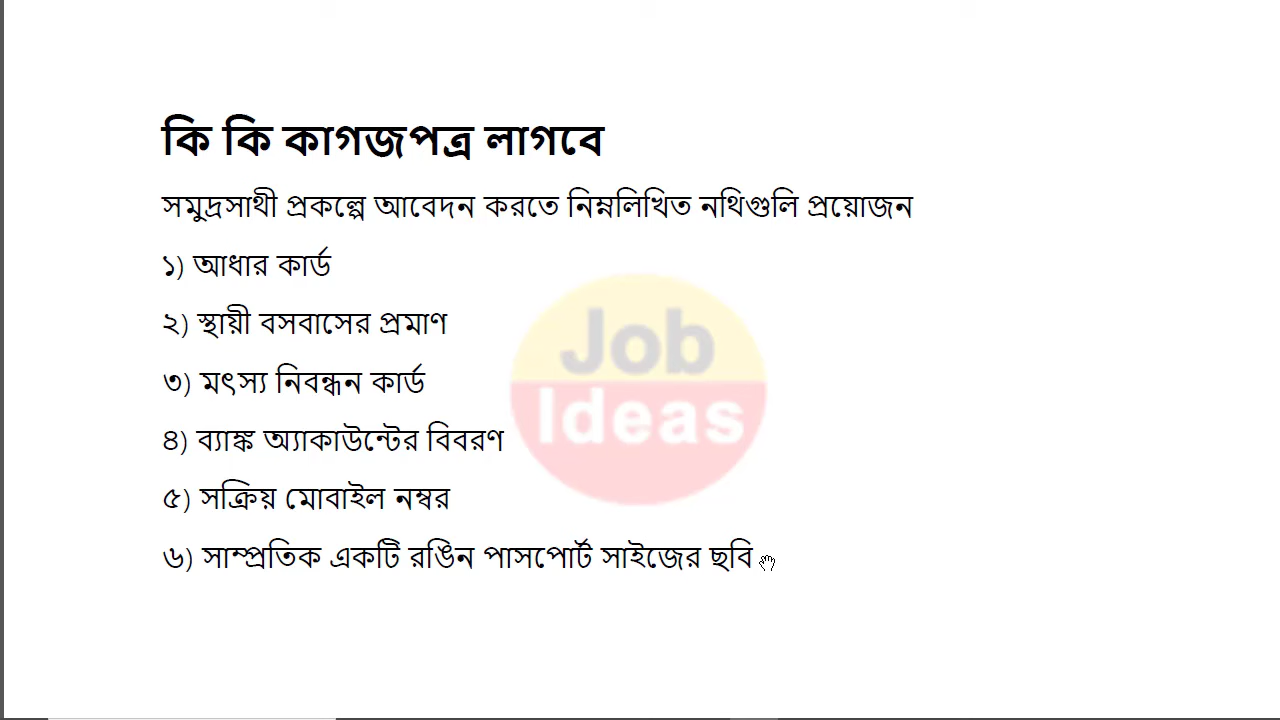 কি কি কাগজপত্র লাগবে
সমুদ্রসাথী প্রকল্পে আবেদন করতে নিম্নলিখিত নথিগুলি প্রয়োজন
১) আধার কার্ড
২) স্থায়ী বসবাসের প্রমাণ
৩) মৎস্য নিবন্ধন কার্ড
৪) ব্যাঙ্ক অ্যাকাউন্টের বিবরণ
৫) সক্রিয় মোবাইল নম্বর
৬) সাম্প্রতিক একটি রঙিন পাসপোর্ট সাইজের ছবি
Job
Ideas